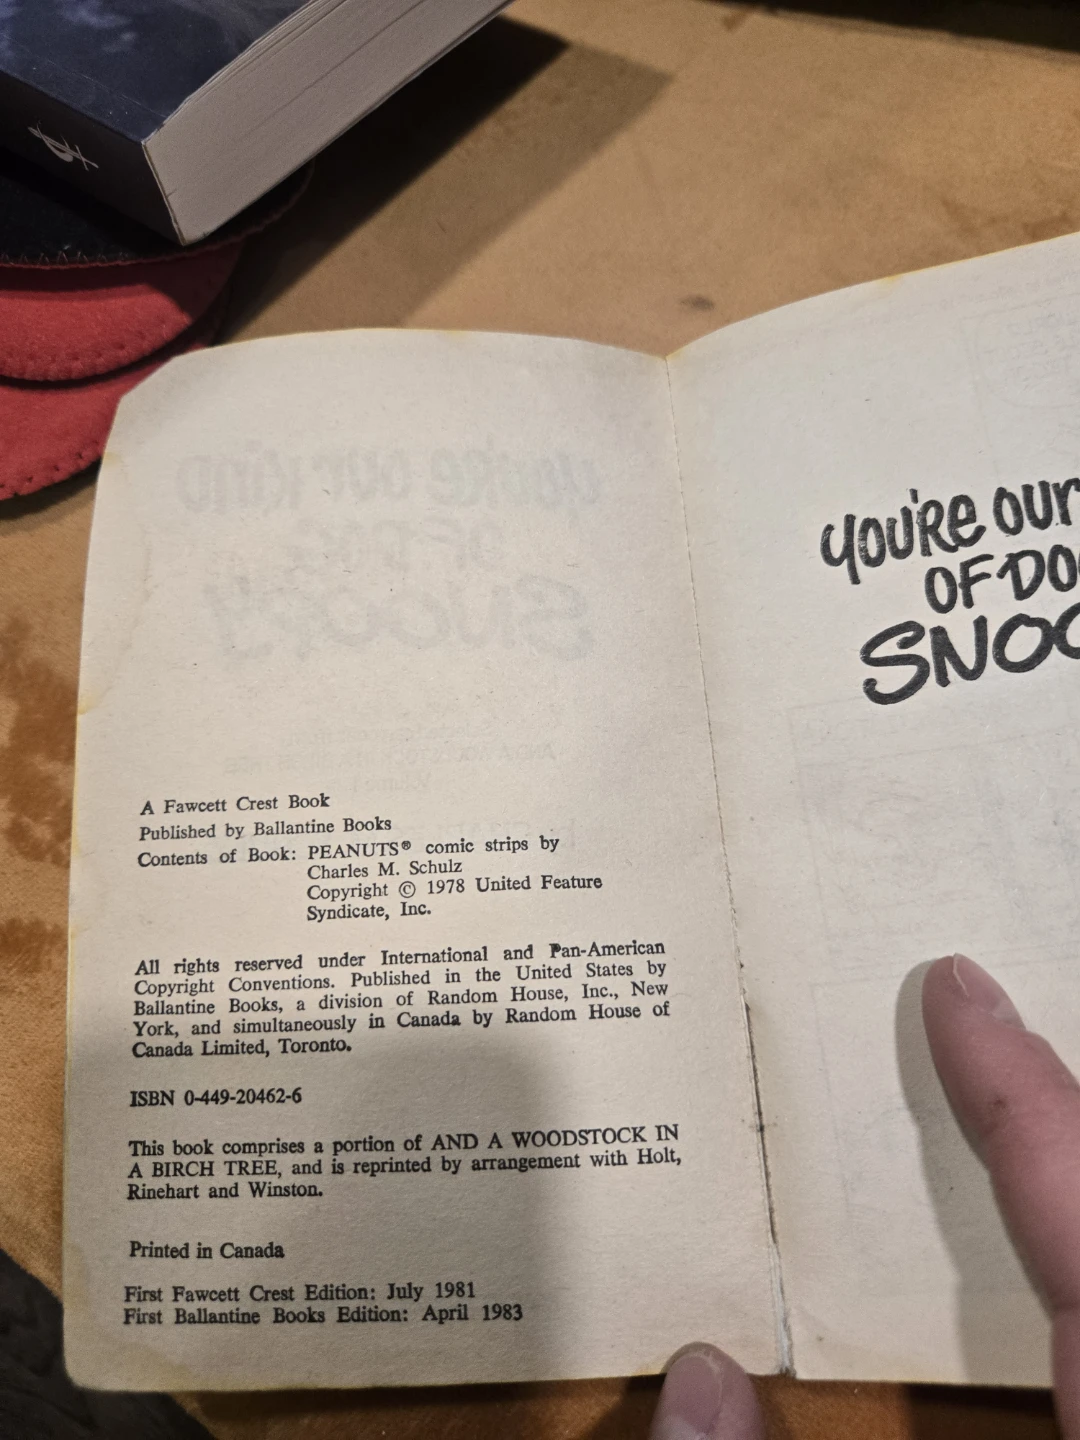 A Fawcett Crest Book
Published by Ballantine Books
Contents of Book: PEANUTS® comic strips by
Charles M. Schulz
Copyright © 1978 United Feature
Syndicate, Inc.
All rights reserved under International and Pan-American
Copyright Conventions. Published in the United States by
Ballantine Books, a division of Random House, Inc., New
York, and simultaneously in Canada by Random House of
Canada Limited, Toronto.
ISBN 0-449-20462-6
This book comprises a portion of AND A WOODSTOCK IN
A BIRCH TREE, and is reprinted by arrangement with Holt,
Rinehart and Winston.
Printed in Canada
First Fawcett Crest Edition: July 1981
First Ballantine Books Edition: April 1983
YOU'RE OUR
OF DO
SNOO